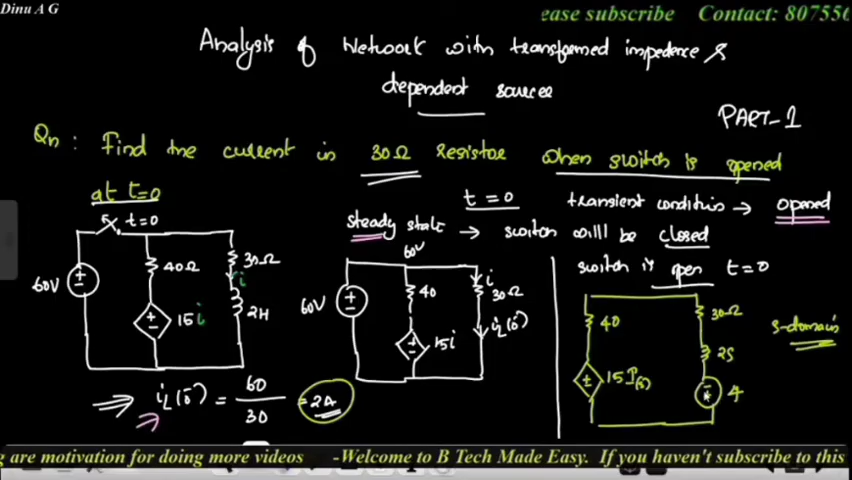 Dinu A G
ease subscribe Contact: 807556
Analysis of Network with transformed impedence &
dependent sources
PART-1
Qn: Find the current in 30Ω resistor when switch is opened
at t=0
t=0 transient condition → opened
steady state → switch will be closed
switch is open t=0
S t=0
60V
40Ω
30Ω
i
15i
2H
60V
60V
40
i
30Ω
iL(0-)
15i
s-domain
40
30Ω
2S
15I(s)
4
⇒ iL(0-) = 60/30 = 2A
ng are motivation for doing more videos -Welcome to B Tech Made Easy. If you haven't subscribe to this